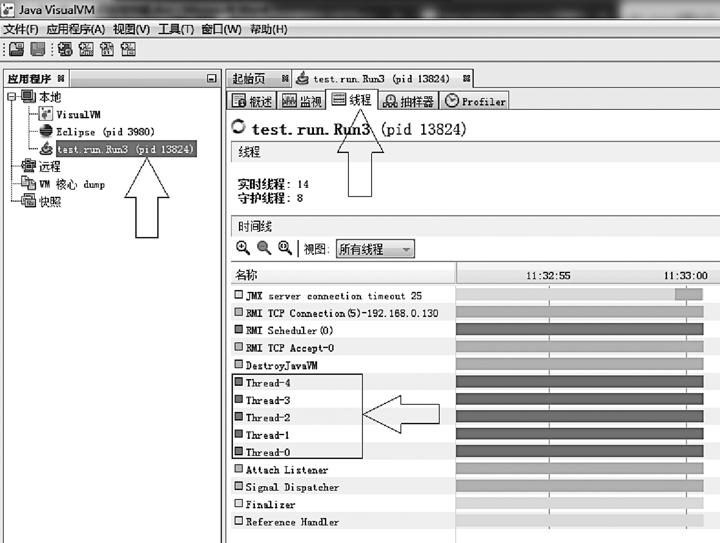 Java VisualVM
文件(F) 应用程序(A) 视图(V) 工具(T) 窗口(W) 帮助(H)
应用程序
本地
VisualVM
Eclipse (pid 3980)
test.run.Run3 (pid 13824)
远程
VM 核心 dump
快照
起始页 test.run.Run3 (pid 13824)
概述 监视 线程 抽样器 Profiler
test.run.Run3 (pid 13824)
线程
实时线程: 14
守护线程: 8
时间线
视图: 所有线程
名称 11:32:55 11:33:00
JMX server connection timeout 25
RMI TCP Connection(5)-192.168.0.130
RMI Scheduler(0)
RMI TCP Accept-0
DestroyJavaVM
Thread-4
Thread-3
Thread-2
Thread-1
Thread-0
Attach Listener
Signal Dispatcher
Finalizer
Reference Handler